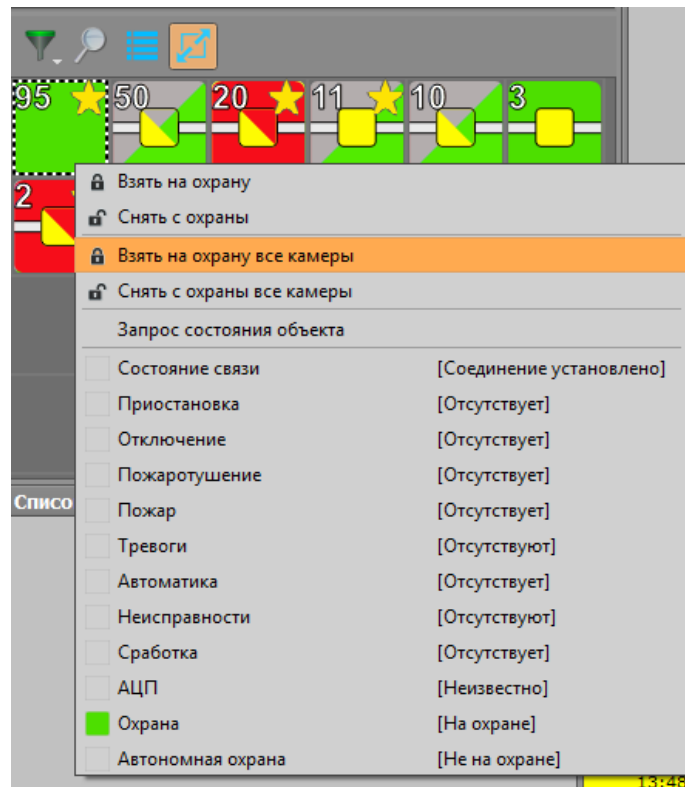 95 50 20 11 10 3
2
Взять на охрану
Снять с охраны
Взять на охрану все камеры
Снять с охраны все камеры
Запрос состояния объекта
Состояние связи [Соединение установлено]
Приостановка [Отсутствует]
Отключение [Отсутствует]
Пожаротушение [Отсутствует]
Списо
Пожар [Отсутствует]
Тревоги [Отсутствуют]
Автоматика [Отсутствует]
Неисправности [Отсутствуют]
Сработка [Отсутствует]
АЦП [Неизвестно]
Охрана [На охране]
Автономная охрана [Не на охране]
13:48